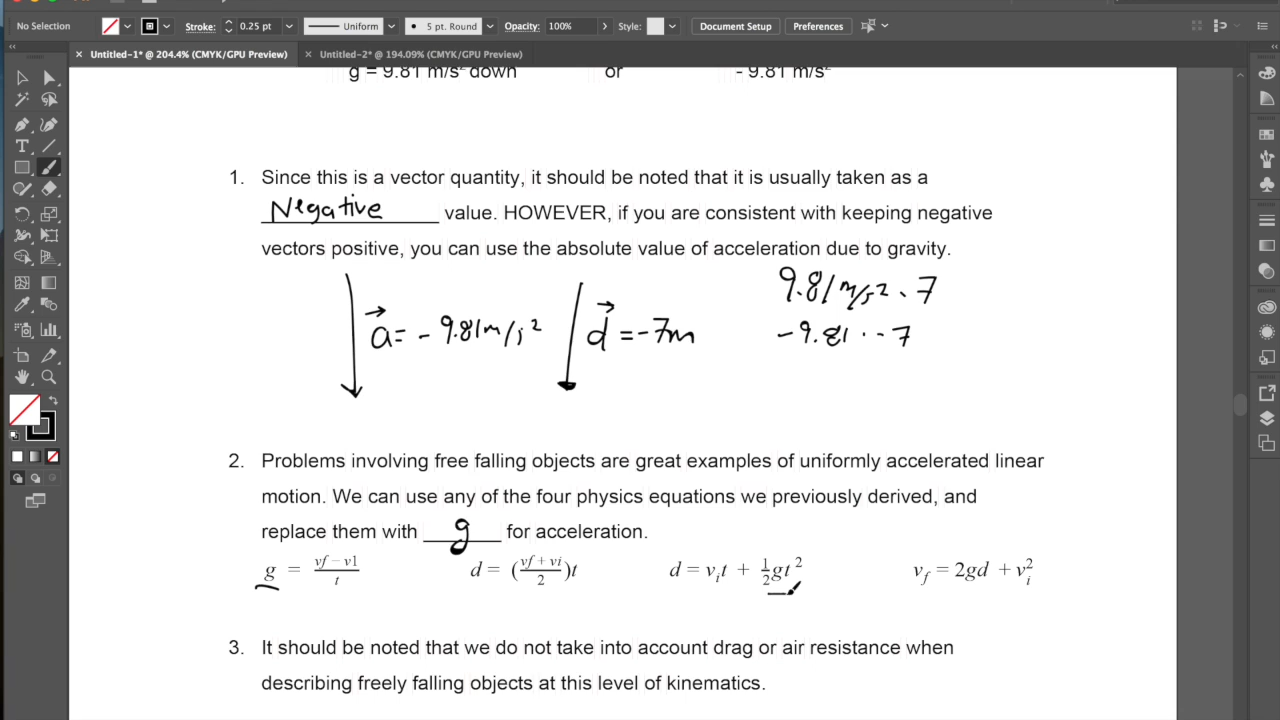 No Selection Stroke: 0.25 pt Uniform 5 pt. Round Opacity: 100% Style: Document Setup Preferences
Untitled-1* @ 204.4% (CMYK/GPU Preview) Untitled-2* @ 194.09% (CMYK/GPU Preview)
g = 9.81 m/s² down or - 9.81 m/s²
1. Since this is a vector quantity, it should be noted that it is usually taken as a
Negative value. HOWEVER, if you are consistent with keeping negative
vectors positive, you can use the absolute value of acceleration due to gravity.
9.81 m/s² · 7
a = - 9.81 m/s² d = -7m -9.81 · -7
2. Problems involving free falling objects are great examples of uniformly accelerated linear
motion. We can use any of the four physics equations we previously derived, and
replace them with g for acceleration.
g = vf - v1 / t d = (vf + vi / 2)t d = vᵢt + ½gt² v_f = 2gd + vᵢ²
3. It should be noted that we do not take into account drag or air resistance when
describing freely falling objects at this level of kinematics.